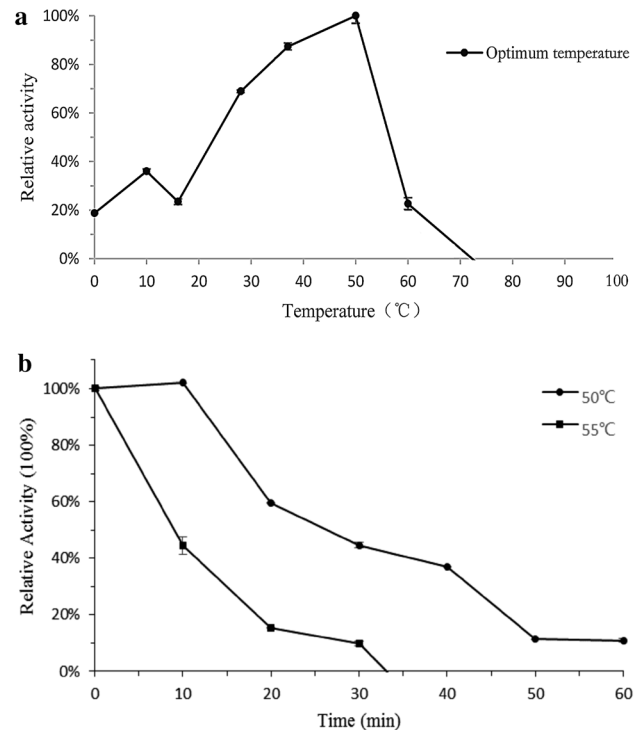 a
100%
80%
60%
40%
20%
0%
Relative activity
Optimum temperature
0 10 20 30 40 50 60 70 80 90 100
Temperature（℃）
b
100%
80%
60%
40%
20%
0%
Relative Activity (100%)
50℃
55℃
0 10 20 30 40 50 60
Time (min)